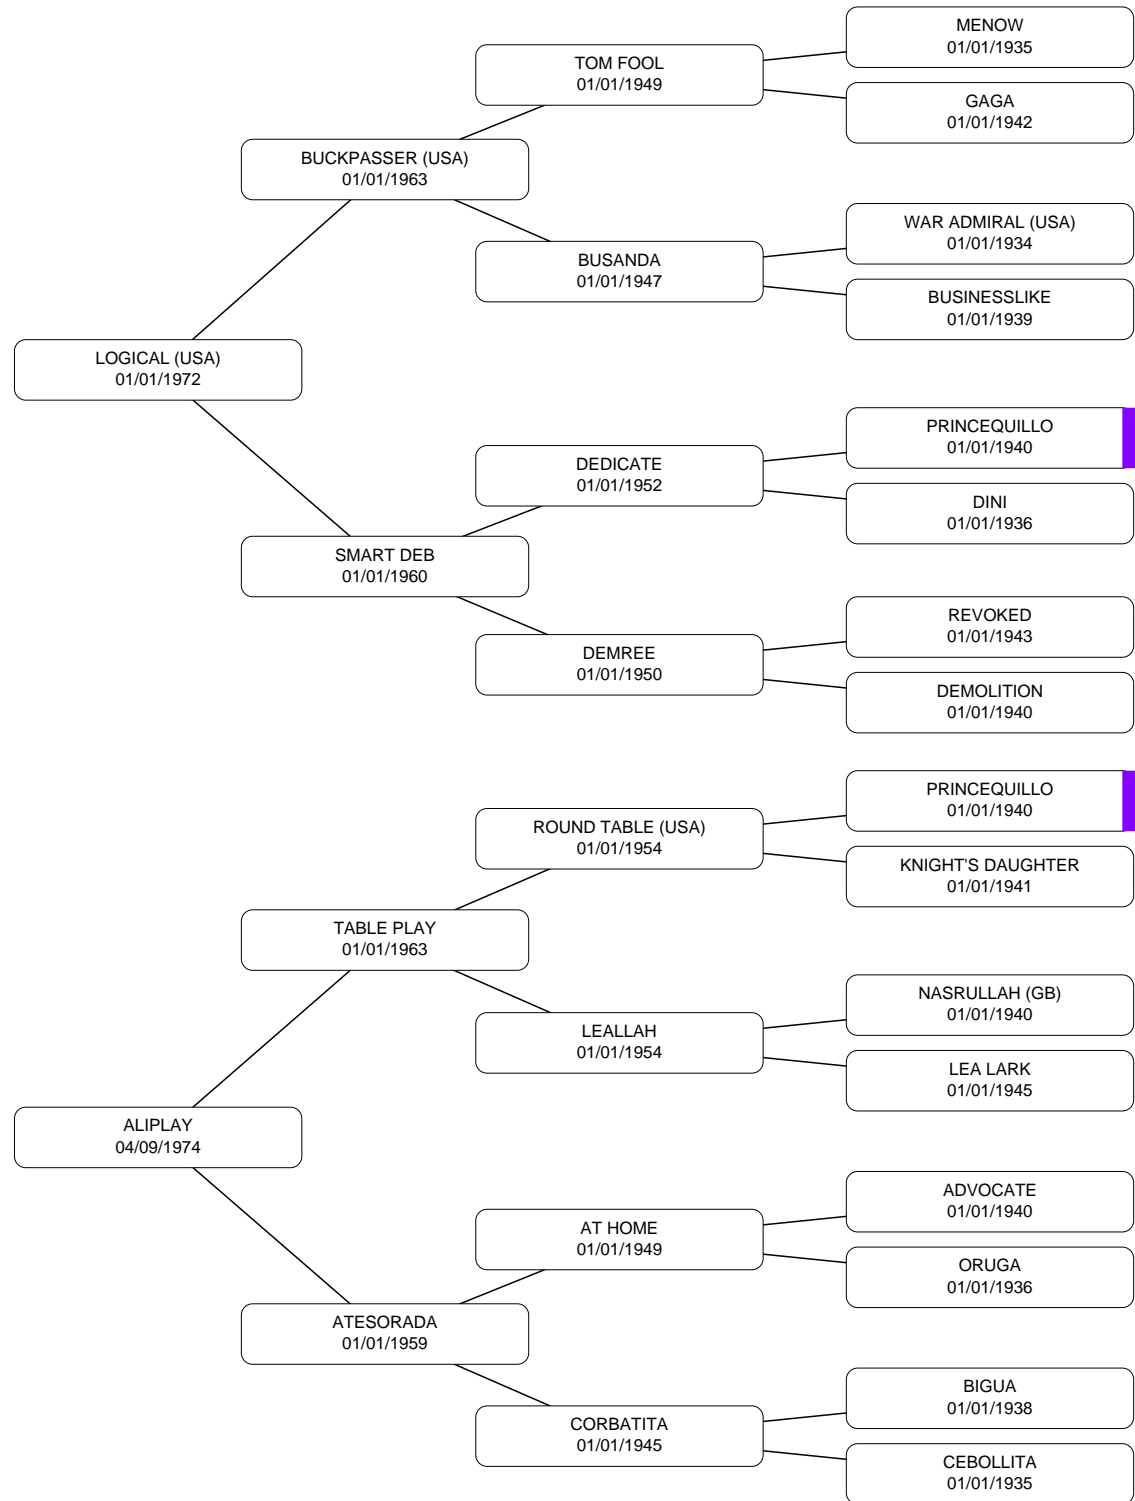 MENOW
01/01/1935
TOM FOOL
01/01/1949
GAGA
01/01/1942
BUCKPASSER (USA)
01/01/1963
WAR ADMIRAL (USA)
01/01/1934
BUSANDA
01/01/1947
BUSINESSLIKE
01/01/1939
LOGICAL (USA)
01/01/1972
PRINCEQUILLO
01/01/1940
DEDICATE
01/01/1952
DINI
01/01/1936
SMART DEB
01/01/1960
REVOKED
01/01/1943
DEMREE
01/01/1950
DEMOLITION
01/01/1940
PRINCEQUILLO
01/01/1940
ROUND TABLE (USA)
01/01/1954
KNIGHT'S DAUGHTER
01/01/1941
TABLE PLAY
01/01/1963
NASRULLAH (GB)
01/01/1940
LEALLAH
01/01/1954
LEA LARK
01/01/1945
ALIPLAY
04/09/1974
ADVOCATE
01/01/1940
AT HOME
01/01/1949
ORUGA
01/01/1936
ATESORADA
01/01/1959
BIGUA
01/01/1938
CORBATITA
01/01/1945
CEBOLLITA
01/01/1935